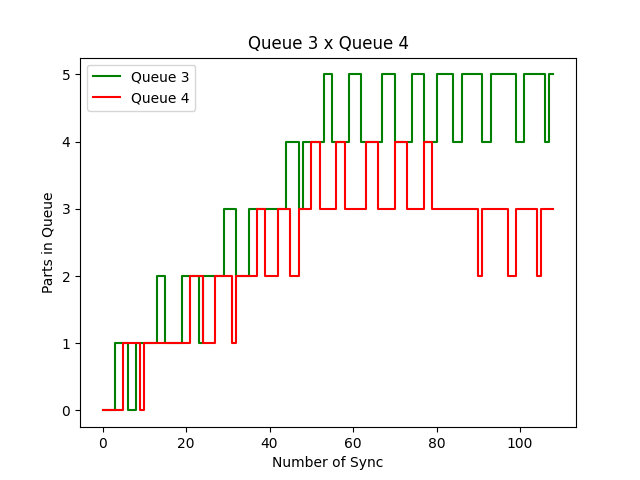 Queue 3 x Queue 4
Queue 3
Queue 4
5
4
3
2
1
0
Parts in Queue
0 20 40 60 80 100
Number of Sync